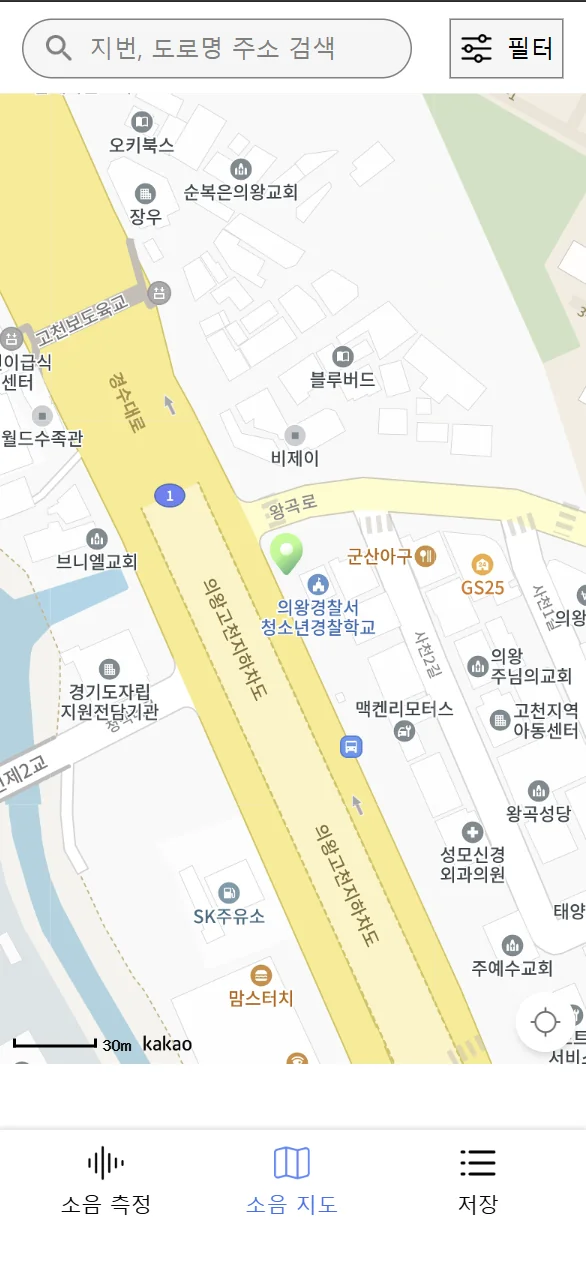 지번, 도로명 주소 검색
필터
오키북스
순복은의왕교회
장우
고천보도육교
이급식
센터
경수대로
블루버드
월드수족관
비제이
1
왕곡로
브니엘교회
군산아구
GS25
의왕경찰서
청소년경찰학교
의왕고천지하차도
사천2길
사천1길
의왕
의왕
주님의교회
경기도자립
지원전담기관
맥켄리모터스
고천지역
아동센터
제2교
왕곡성당
의왕고천지하차도
성모신경
외과의원
SK주유소
태양
주예수교회
맘스터치
30m
kakao
트
서비스
소음 측정
소음 지도
저장